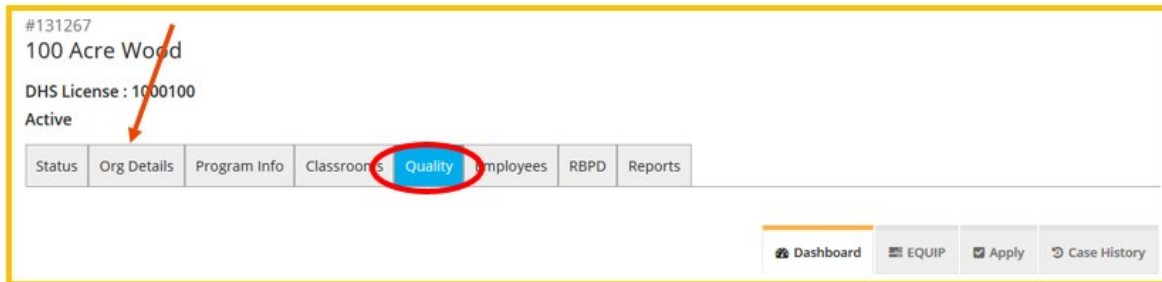 #131267
100 Acre Wood
DHS License : 1000100
Active
Status Org Details Program Info Classrooms Quality Employees RBPD Reports
Dashboard EQUIP Apply Case History